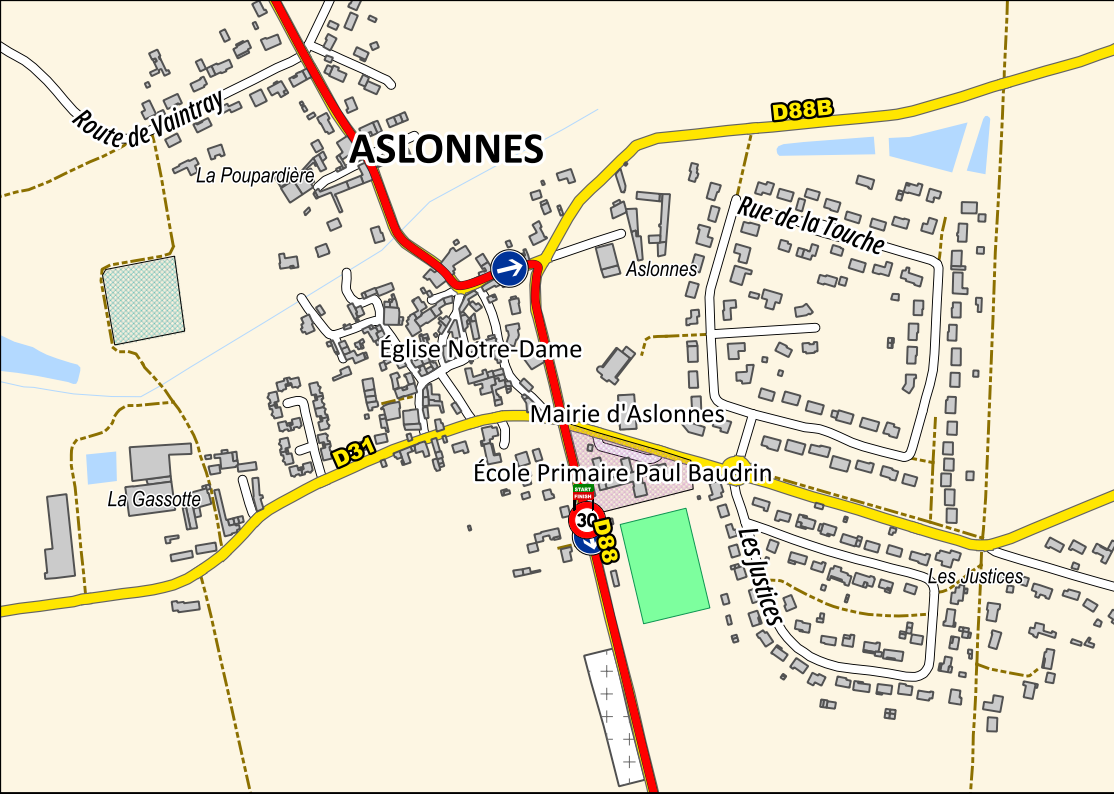 Route de Vaintray
D88B
ASLONNES
La Poupardière
Rue de la Touche
Aslonnes
Église Notre-Dame
Mairie d'Aslonnes
D31
École Primaire Paul Baudrin
La Gassotte
START
FINISH
30
D88
Les Justices
Les Justices